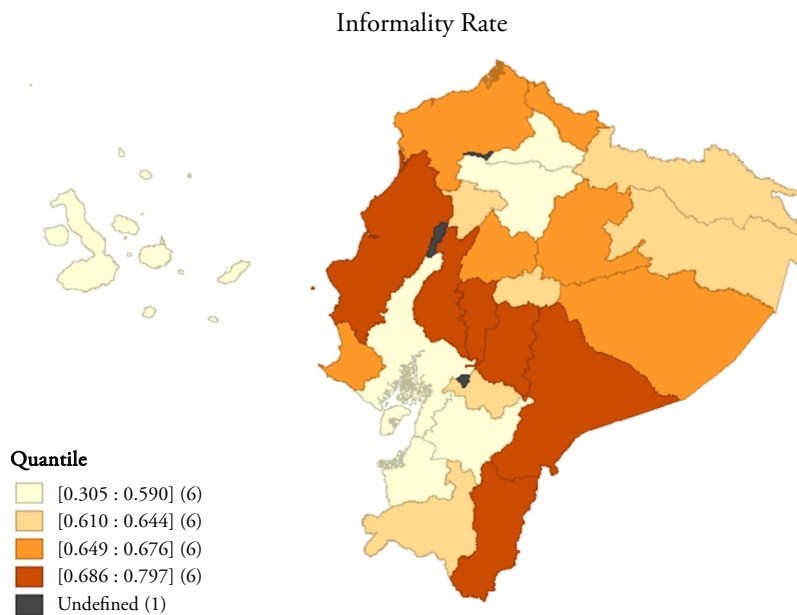 Informality Rate
Quantile
[0.305 : 0.590] (6)
[0.610 : 0.644] (6)
[0.649 : 0.676] (6)
[0.686 : 0.797] (6)
Undefined (1)